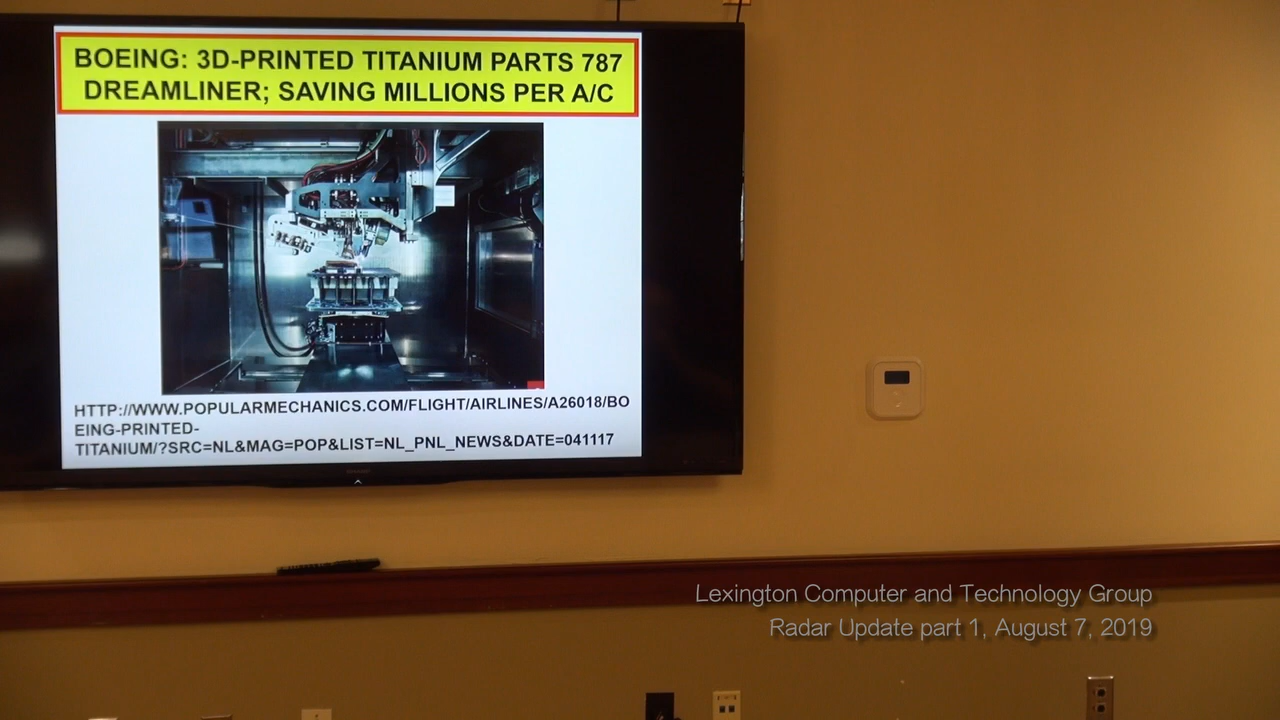 BOEING: 3D-PRINTED TITANIUM PARTS 787
DREAMLINER; SAVING MILLIONS PER A/C
HTTP://WWW.POPULARMECHANICS.COM/FLIGHT/AIRLINES/A26018/BO
EING-PRINTED-
TITANIUM/?SRC=NL&MAG=POP&LIST=NL_PNL_NEWS&DATE=041117
Lexington Computer and Technology Group
Radar Update part 1, August 7, 2019